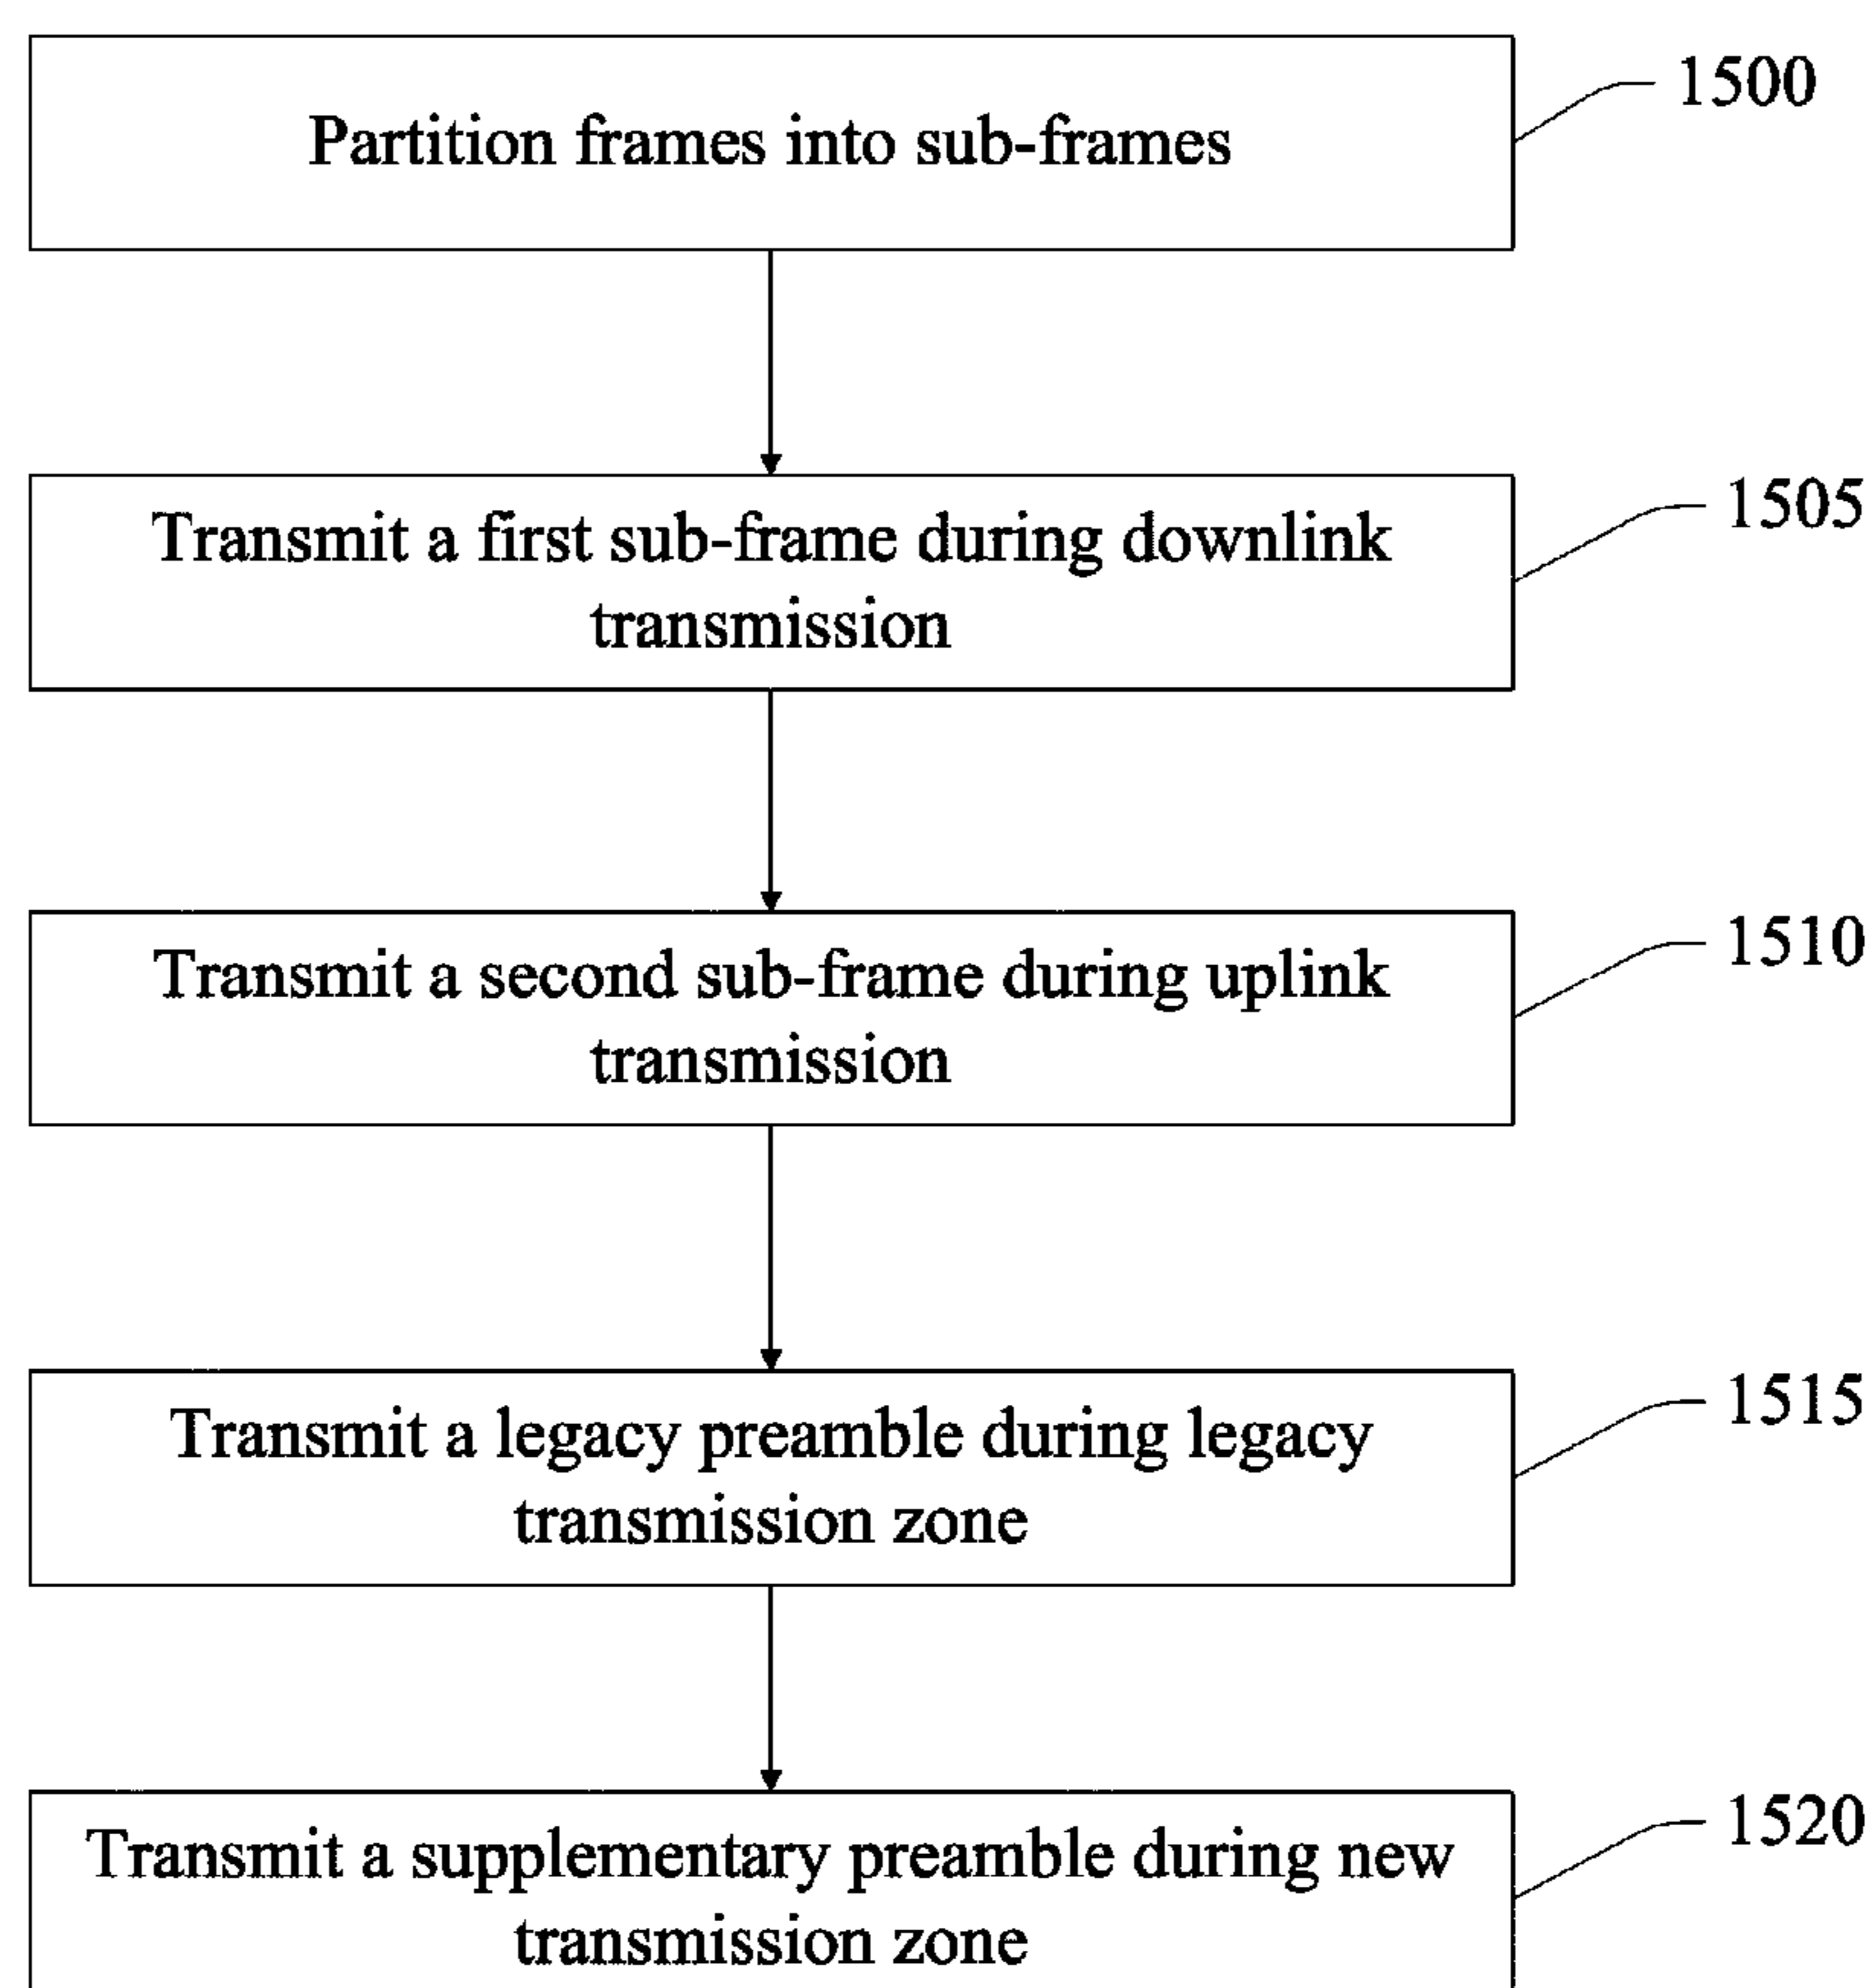 Partition frames into sub-frames
1500
Transmit a first sub-frame during downlink
transmission
1505
Transmit a second sub-frame during uplink
transmission
1510
Transmit a legacy preamble during legacy
transmission zone
1515
Transmit a supplementary preamble during new
transmission zone
1520